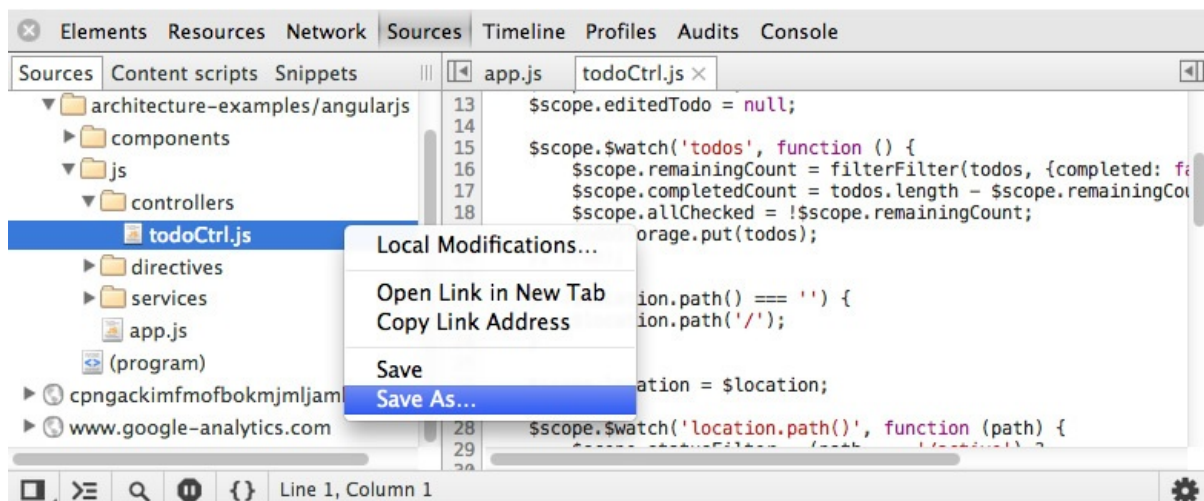 Elements Resources Network Sources Timeline Profiles Audits Console
Sources Content scripts Snippets
app.js todoCtrl.js ×
architecture-examples/angularjs
components
js
controllers
todoCtrl.js
directives
services
app.js
(program)
cpngackimfmofbokmjmljaml
www.google-analytics.com
13 $scope.editedTodo = null;
14
15 $scope.$watch('todos', function () {
16 $scope.remainingCount = filterFilter(todos, {completed: fa
17 $scope.completedCount = todos.length - $scope.remainingCou
18 $scope.allChecked = !$scope.remainingCount;
orage.put(todos);
ion.path() === '') {
ion.path('/');
ation = $location;
28 $scope.$watch('location.path()', function (path) {
29
Local Modifications...
Open Link in New Tab
Copy Link Address
Save
Save As...
{} Line 1, Column 1